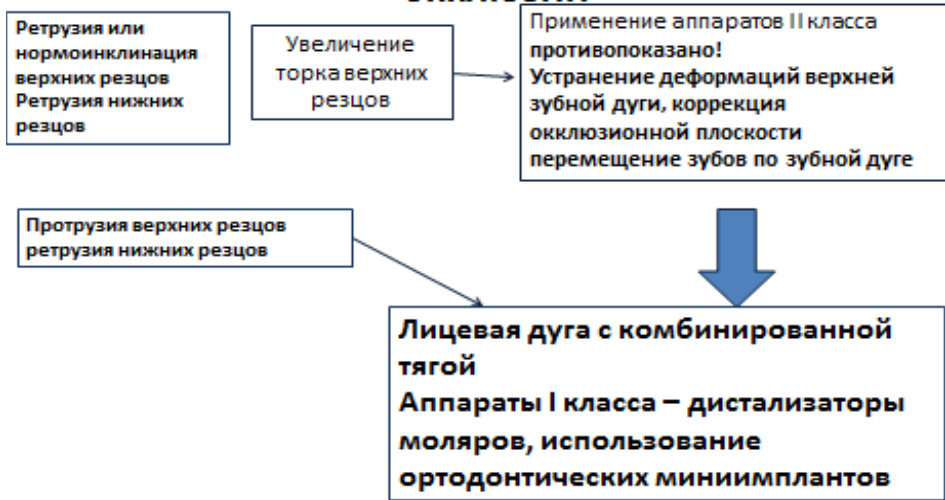 Ретрузия или
нормоинклинация
верхних резцов
Ретрузия нижних
резцов
Увеличение
торка верхних
резцов
Применение аппаратов II класса
противопоказано!
Устранение деформаций верхней
зубной дуги, коррекция
окклюзионной плоскости
перемещение зубов по зубной дуге
Протрузия верхних резцов
ретрузия нижних резцов
Лицевая дуга с комбинированной
тягой
Аппараты I класса – дистализаторы
моляров, использование
ортодонтических миниимплантов